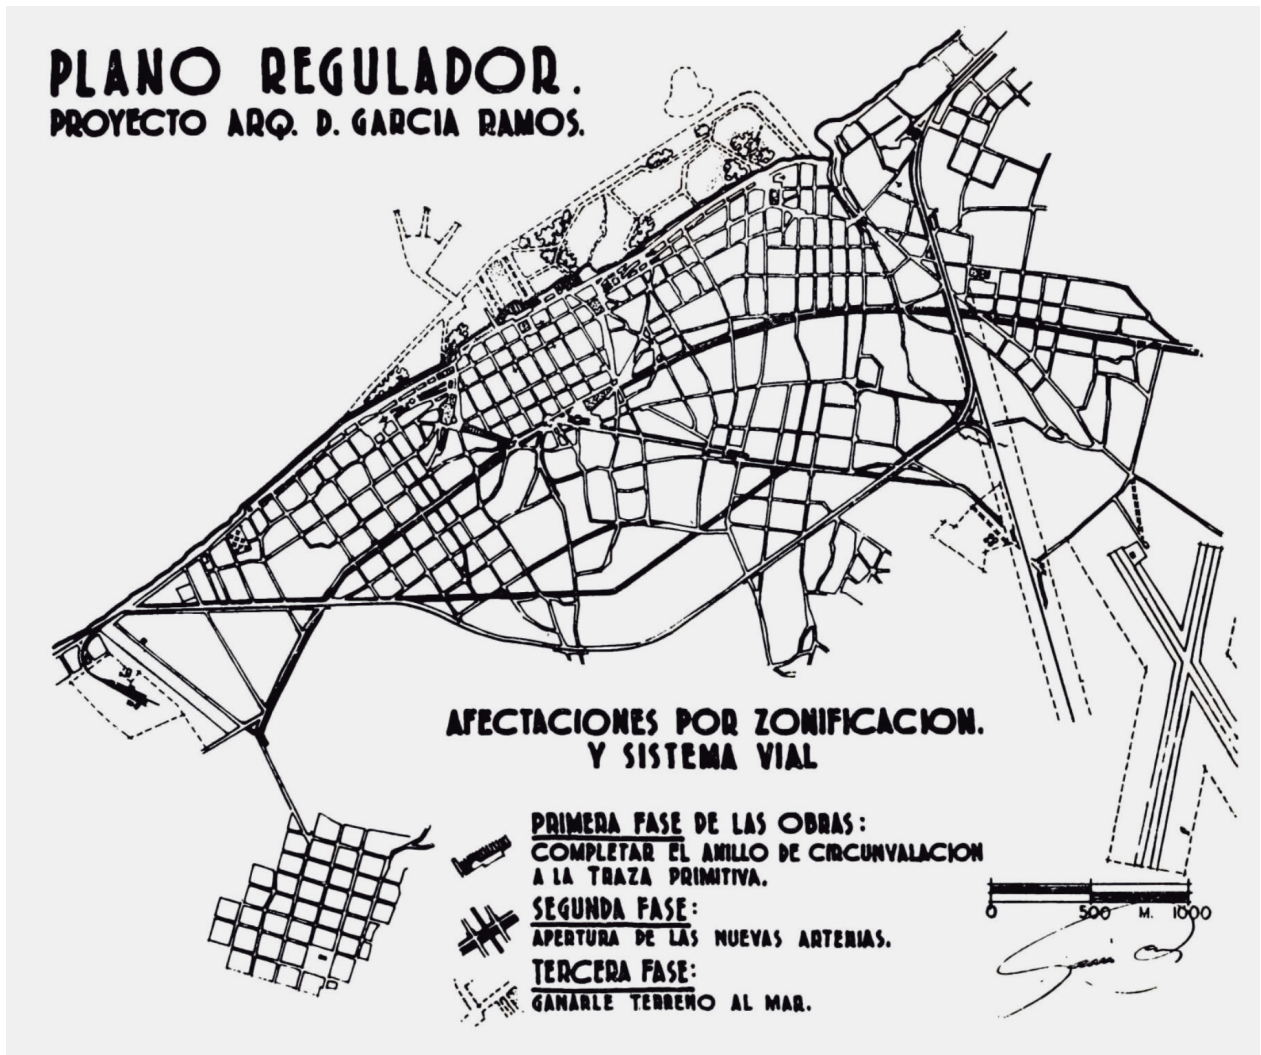 PLANO REGULADOR.
PROYECTO ARQ. D. GARCIA RAMOS.
AFECTACIONES POR ZONIFICACION.
Y SISTEMA VIAL
PRIMERA FASE DE LAS OBRAS:
COMPLETAR EL ANILLO DE CIRCUNVALACION
A LA TRAZA PRIMITIVA.
SEGUNDA FASE:
APERTURA DE LAS NUEVAS ARTERIAS.
TERCERA FASE:
GANARLE TERRENO AL MAR.
0 500 M. 1000